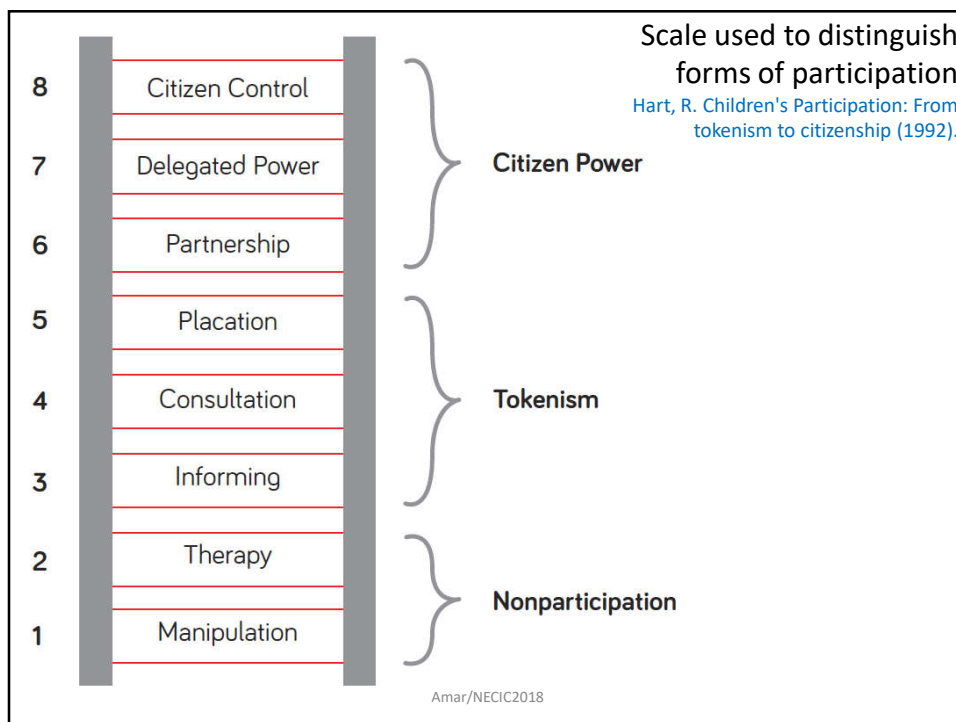 Scale used to distinguish
forms of participation
Hart, R. Children's Participation: From
tokenism to citizenship (1992).
8 Citizen Control
7 Delegated Power
Citizen Power
6 Partnership
5 Placation
4 Consultation
Tokenism
3 Informing
2 Therapy
Nonparticipation
1 Manipulation
Amar/NECIC2018